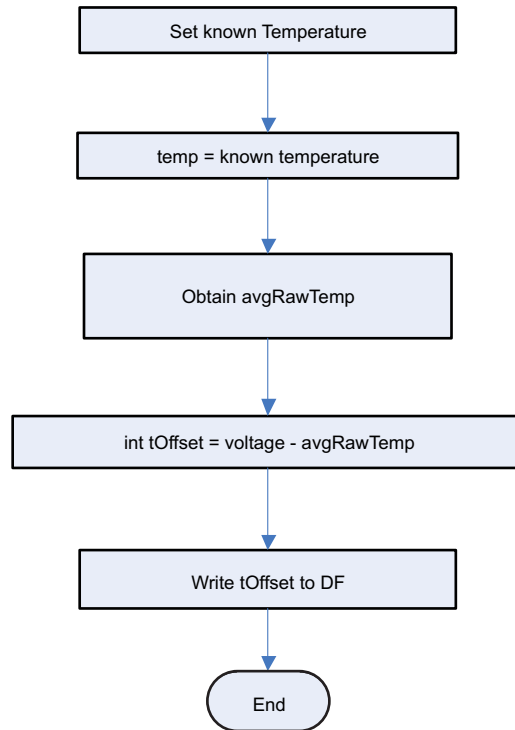 Set known Temperature
temp = known temperature
Obtain avgRawTemp
int tOffset = voltage - avgRawTemp
Write tOffset to DF
End